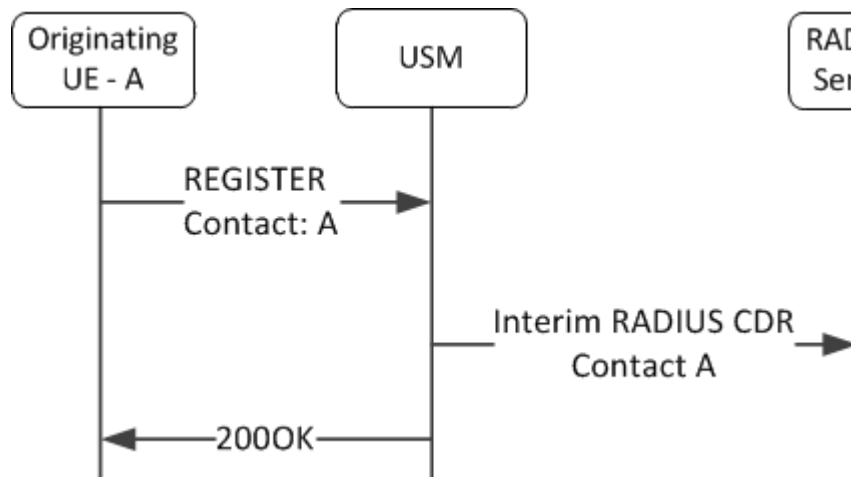 Originating
UE - A
USM
REGISTER
Contact: A
Interim RADIUS CDR
Contact A
200OK